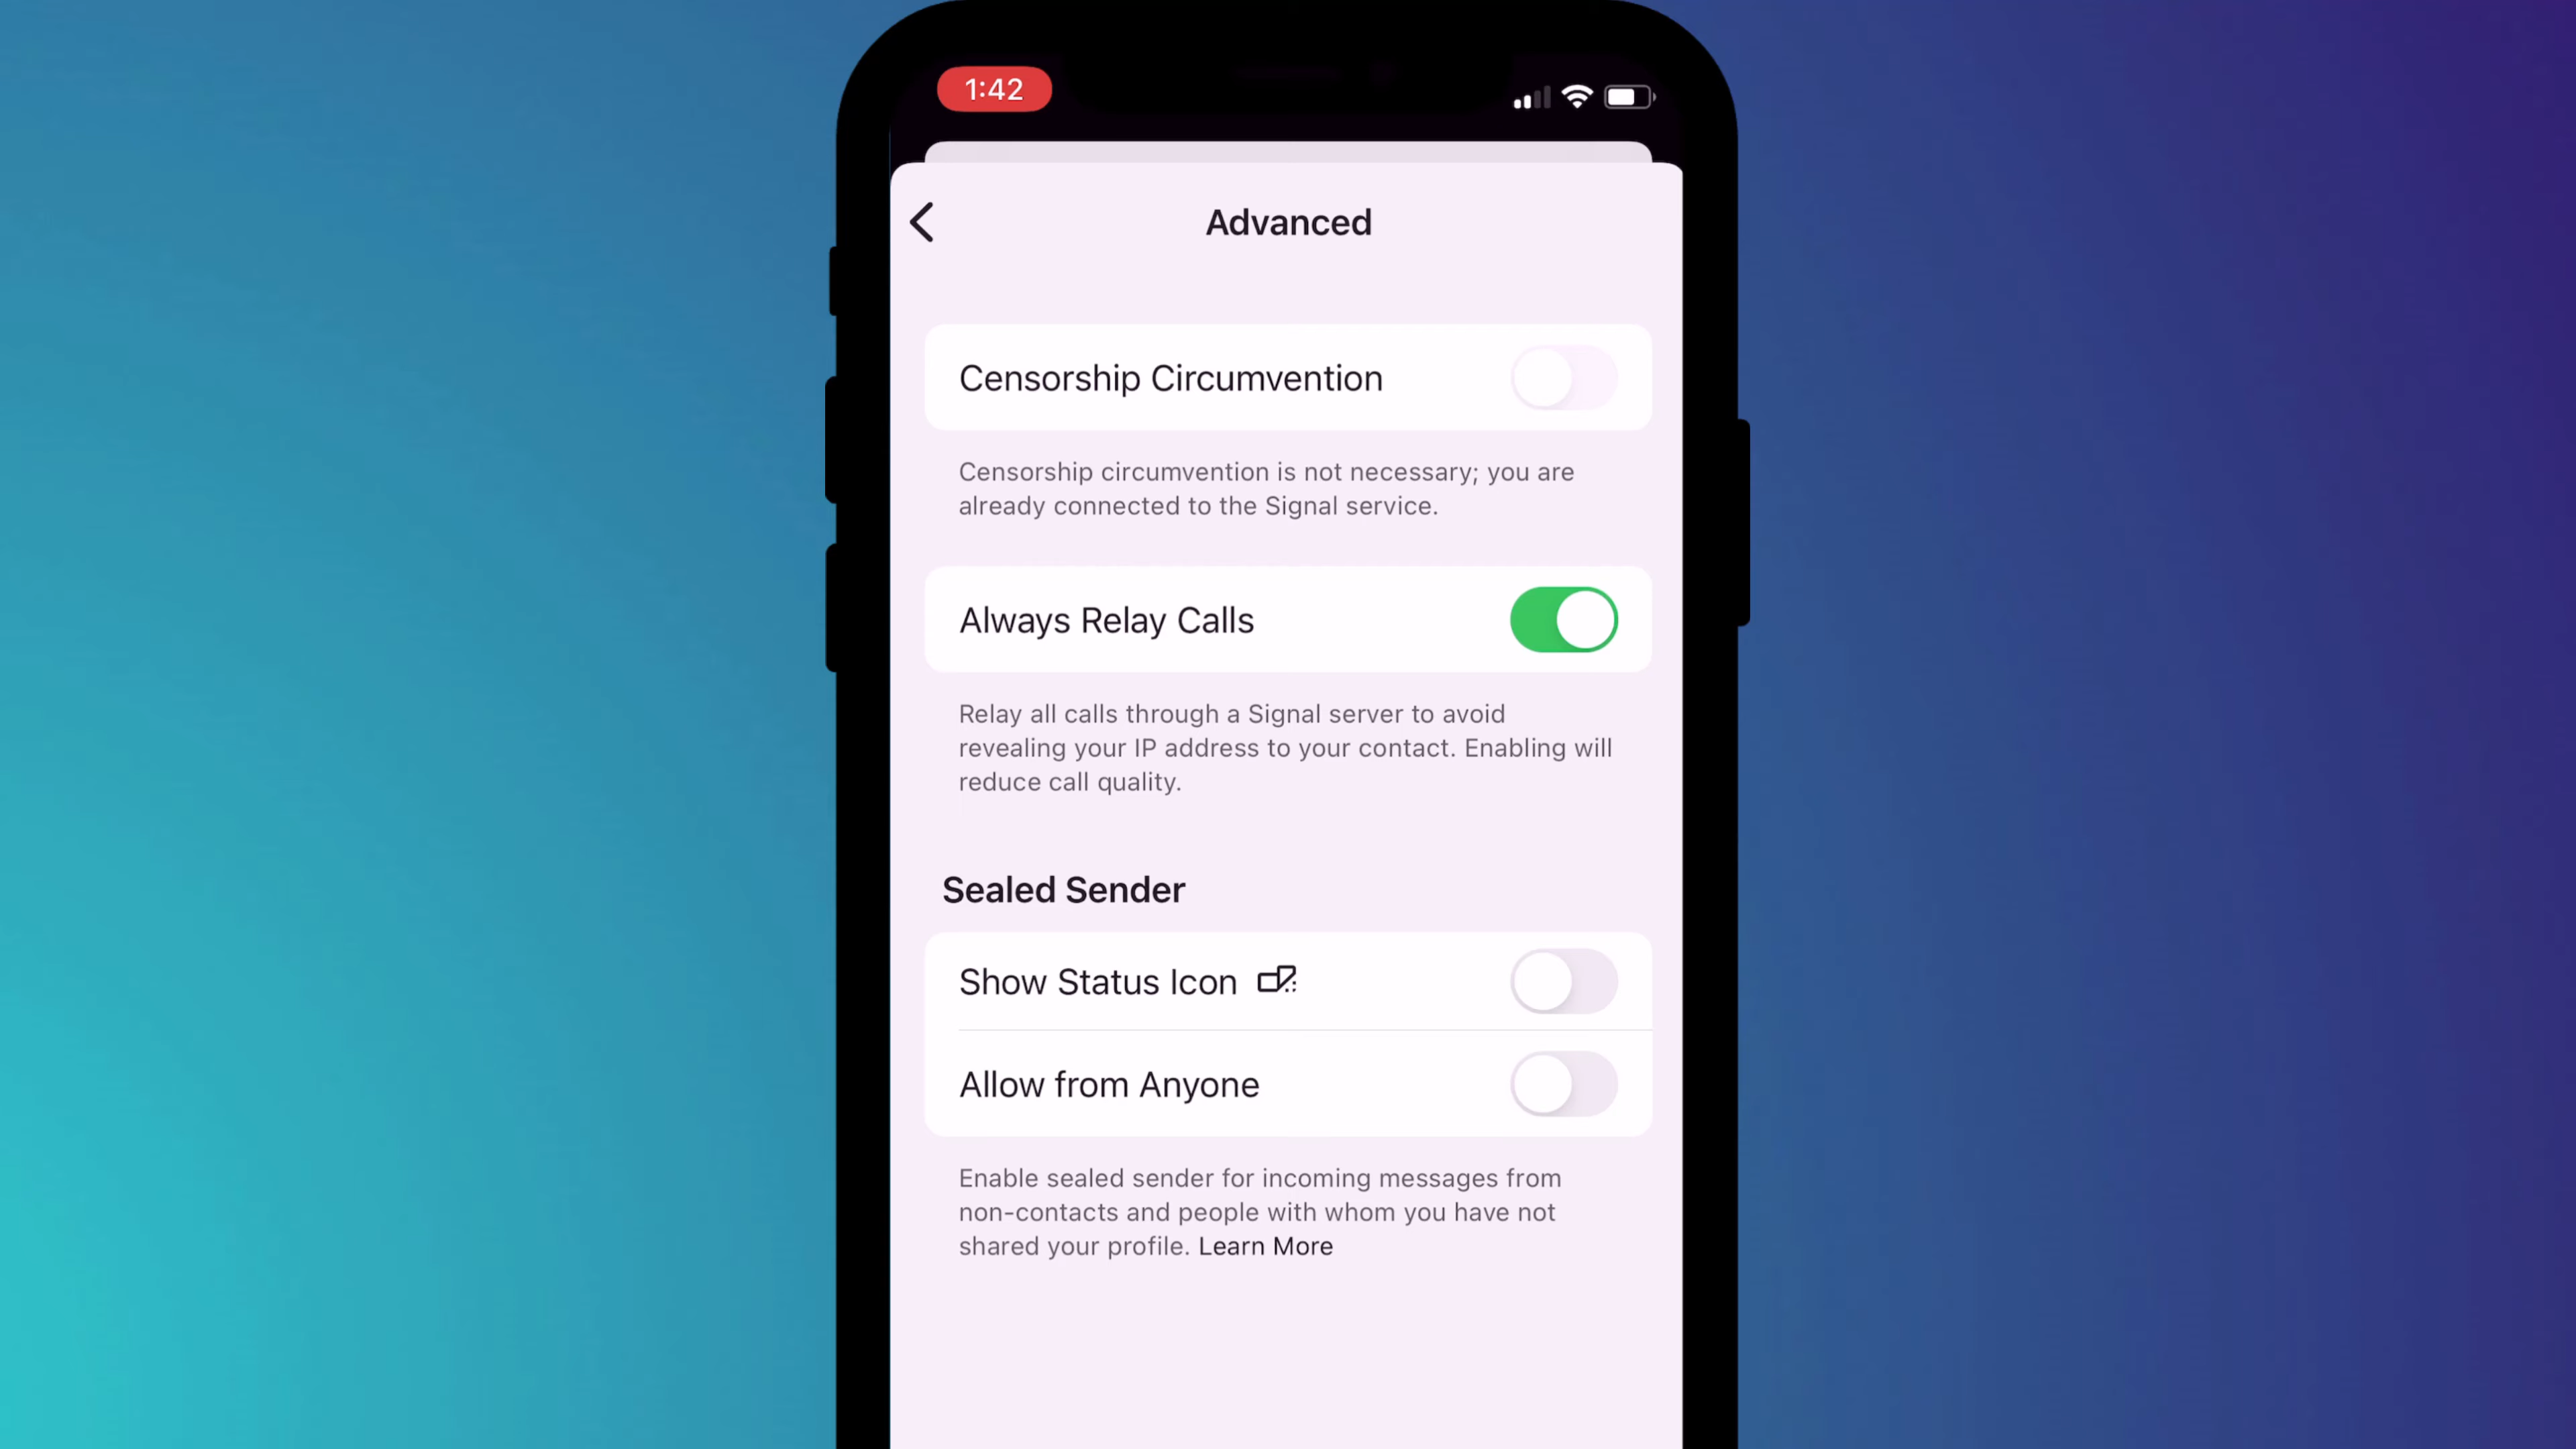 1:42
Advanced
Censorship Circumvention
Censorship circumvention is not necessary; you are
already connected to the Signal service.
Always Relay Calls
Relay all calls through a Signal server to avoid
revealing your IP address to your contact. Enabling will
reduce call quality.
Sealed Sender
Show Status Icon
Allow from Anyone
Enable sealed sender for incoming messages from
non-contacts and people with whom you have not
shared your profile. Learn More